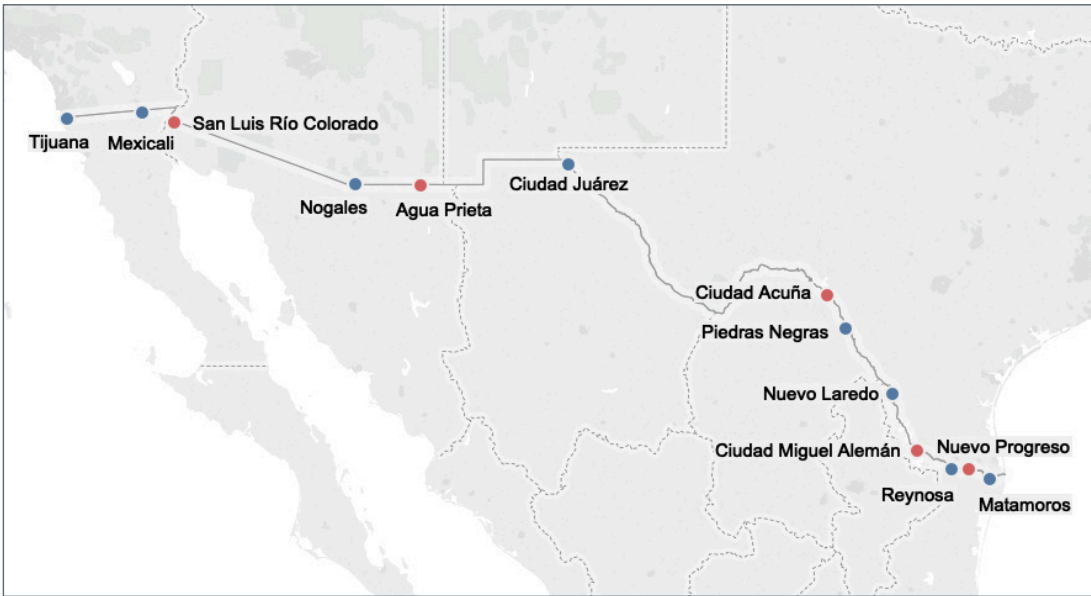 Tijuana
Mexicali
San Luis Río Colorado
Nogales
Agua Prieta
Ciudad Juárez
Ciudad Acuña
Piedras Negras
Nuevo Laredo
Ciudad Miguel Alemán
Nuevo Progreso
Reynosa
Matamoros